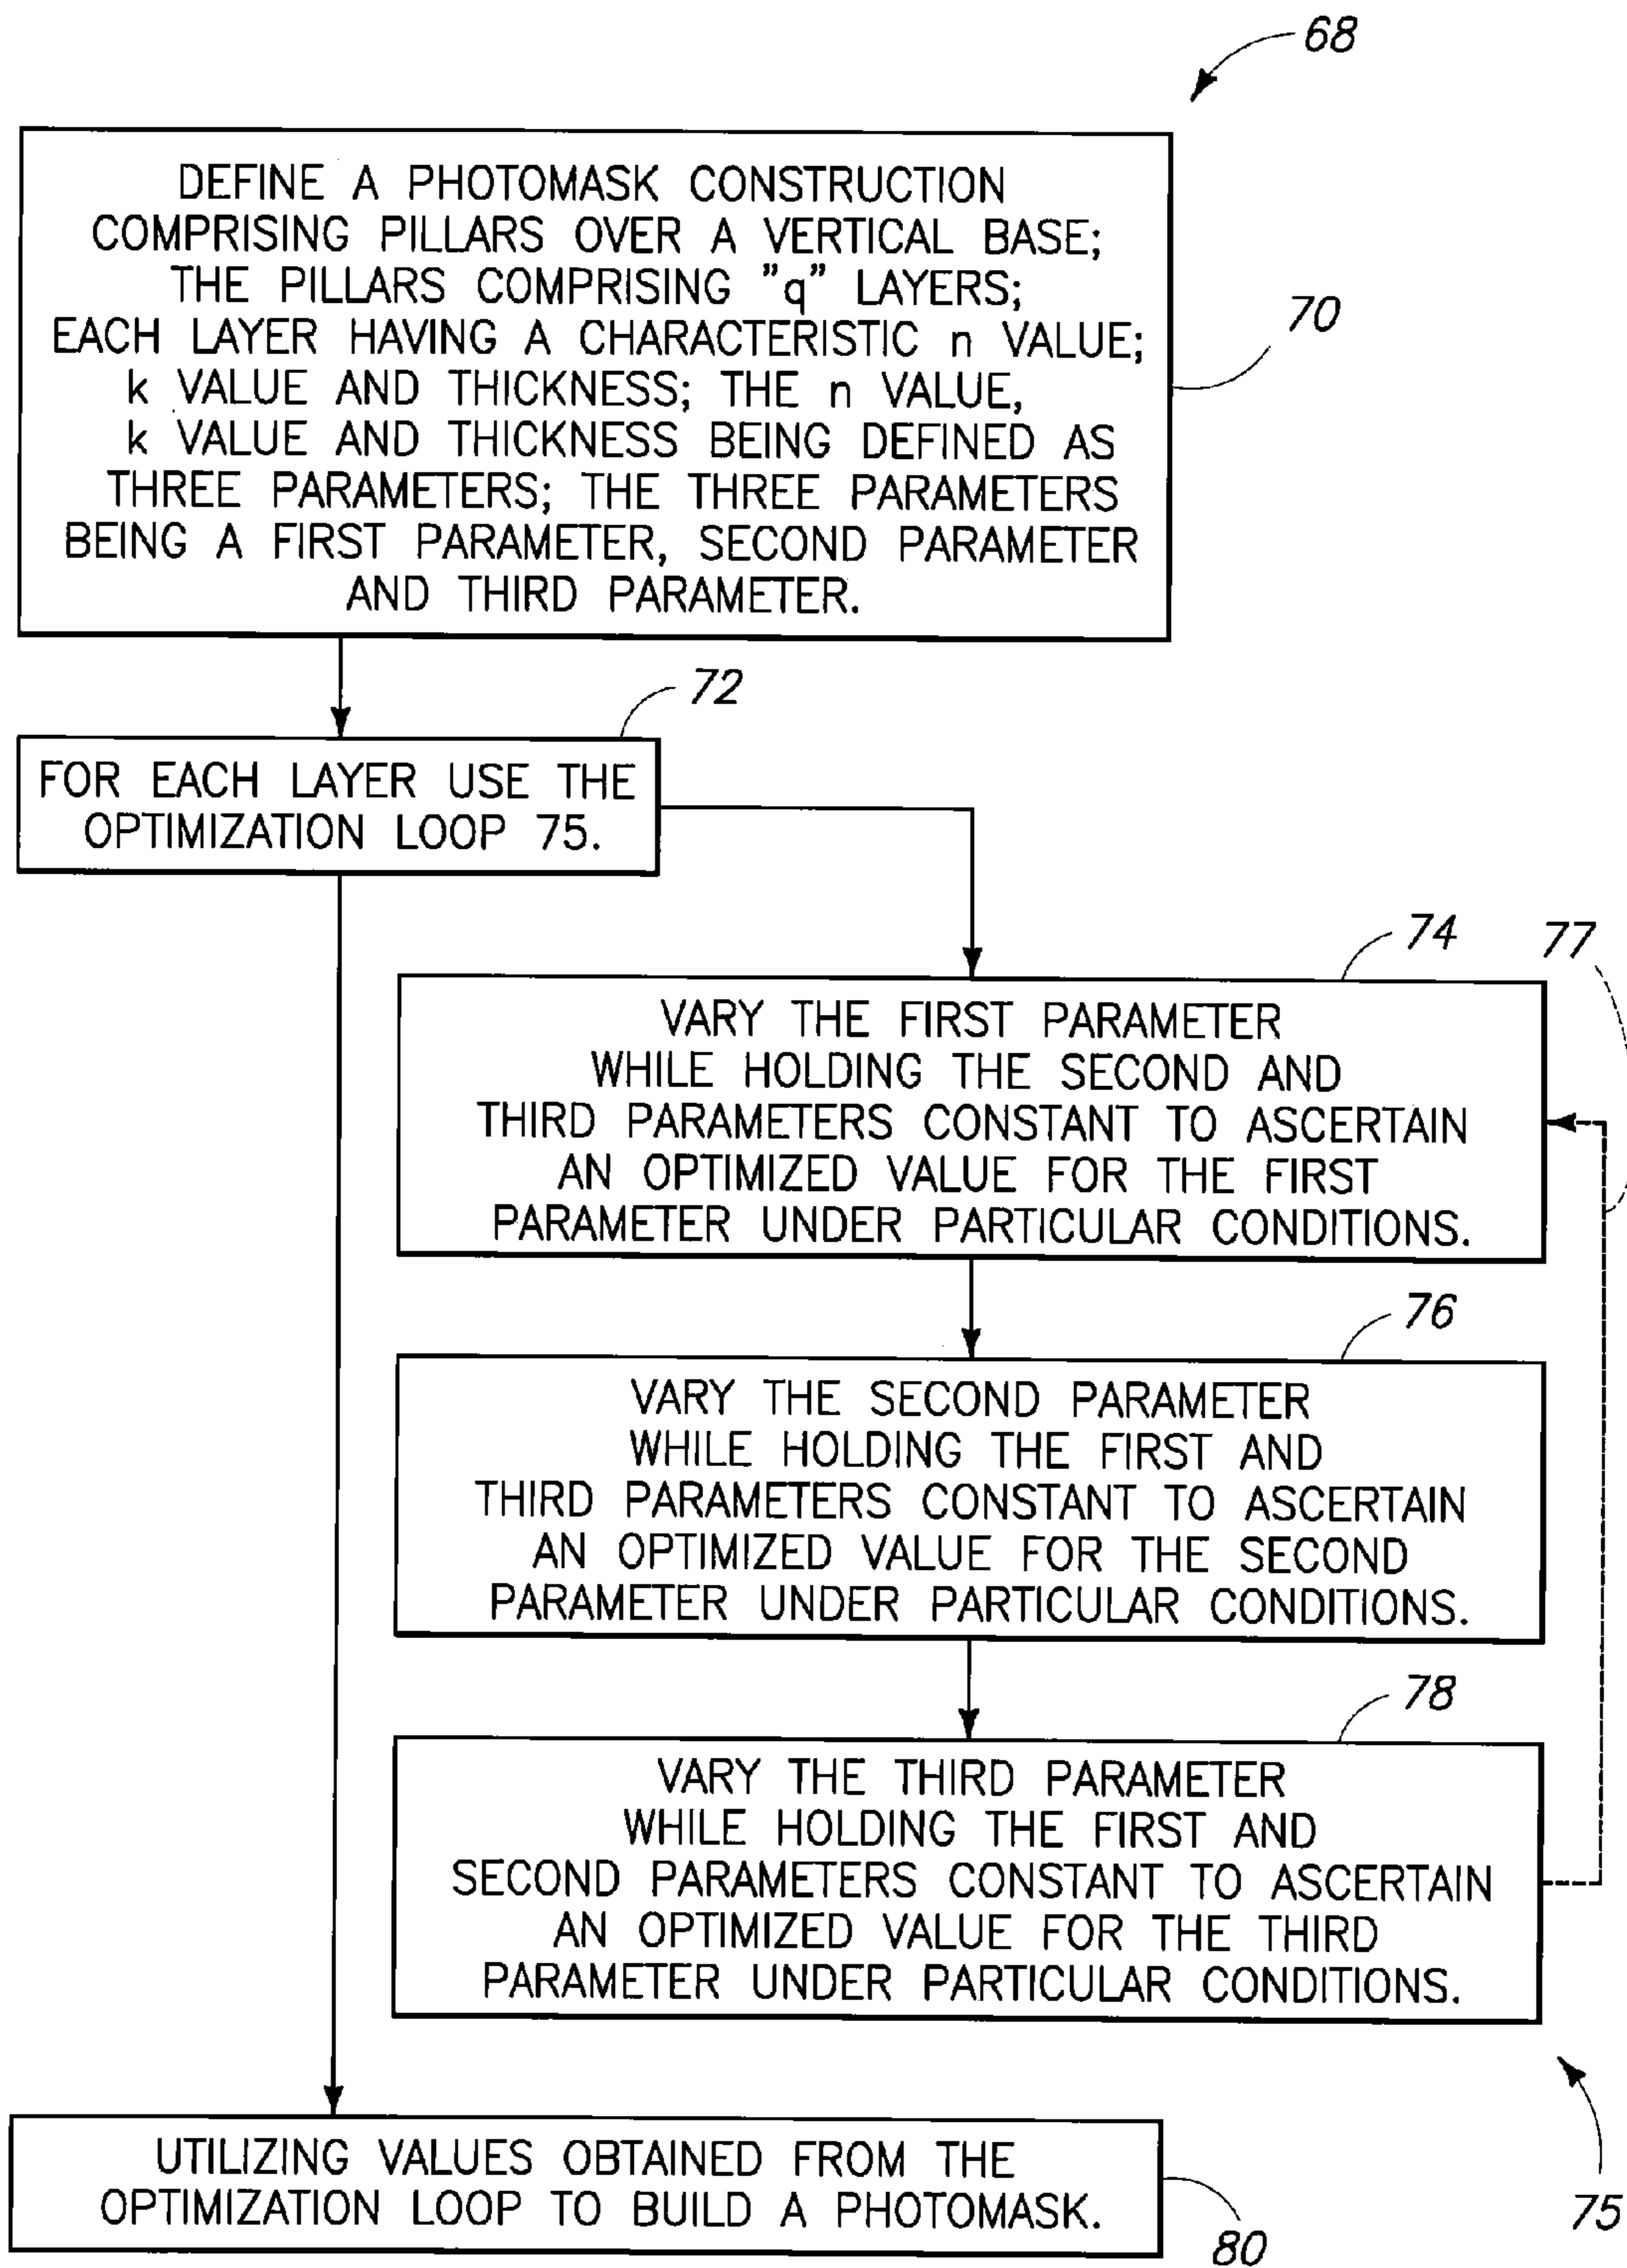 68
DEFINE A PHOTOMASK CONSTRUCTION
COMPRISING PILLARS OVER A VERTICAL BASE;
THE PILLARS COMPRISING "q" LAYERS;
EACH LAYER HAVING A CHARACTERISTIC n VALUE;
k VALUE AND THICKNESS; THE n VALUE,
k VALUE AND THICKNESS BEING DEFINED AS
THREE PARAMETERS; THE THREE PARAMETERS
BEING A FIRST PARAMETER, SECOND PARAMETER
AND THIRD PARAMETER.
70
72
FOR EACH LAYER USE THE
OPTIMIZATION LOOP 75.
74
77
VARY THE FIRST PARAMETER
WHILE HOLDING THE SECOND AND
THIRD PARAMETERS CONSTANT TO ASCERTAIN
AN OPTIMIZED VALUE FOR THE FIRST
PARAMETER UNDER PARTICULAR CONDITIONS.
76
VARY THE SECOND PARAMETER
WHILE HOLDING THE FIRST AND
THIRD PARAMETERS CONSTANT TO ASCERTAIN
AN OPTIMIZED VALUE FOR THE SECOND
PARAMETER UNDER PARTICULAR CONDITIONS.
78
VARY THE THIRD PARAMETER
WHILE HOLDING THE FIRST AND
SECOND PARAMETERS CONSTANT TO ASCERTAIN
AN OPTIMIZED VALUE FOR THE THIRD
PARAMETER UNDER PARTICULAR CONDITIONS.
75
UTILIZING VALUES OBTAINED FROM THE
OPTIMIZATION LOOP TO BUILD A PHOTOMASK.
80